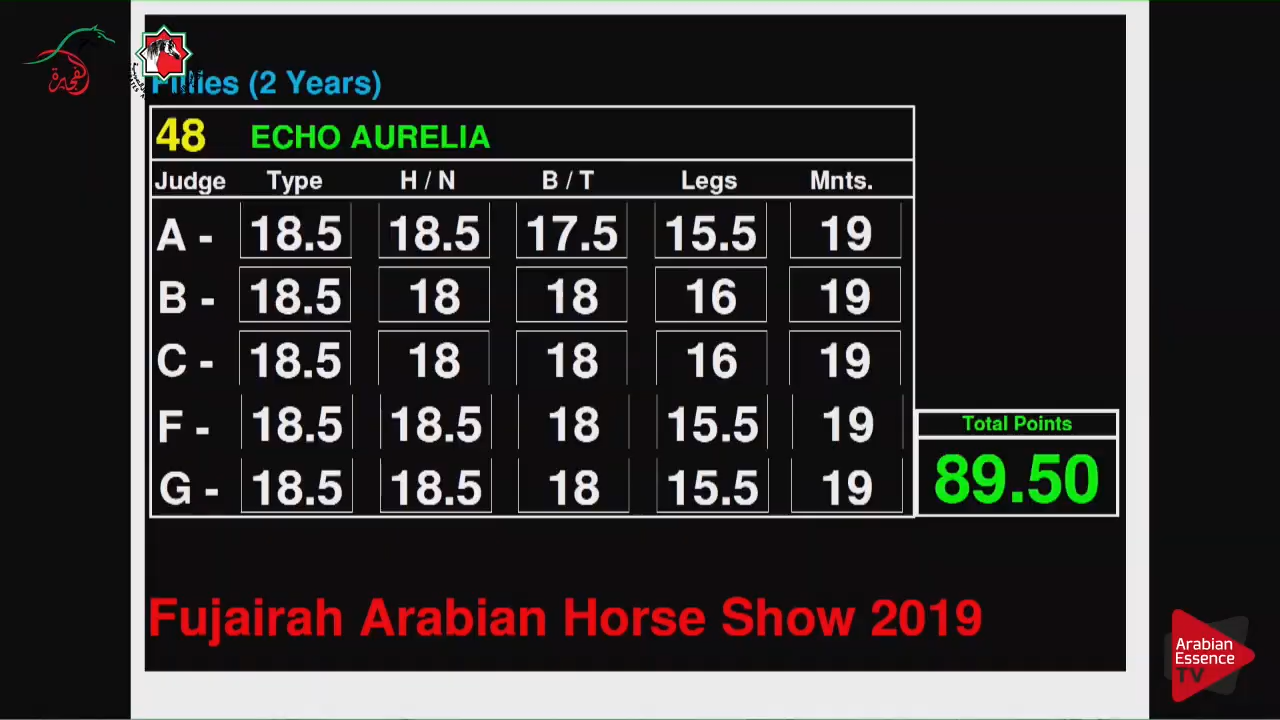 الفجيرة
Fillies (2 Years)
48 ECHO AURELIA
Judge Type H / N B / T Legs Mnts.
A - 18.5 18.5 17.5 15.5 19
B - 18.5 18 18 16 19
C - 18.5 18 18 16 19
F - 18.5 18.5 18 15.5 19
G - 18.5 18.5 18 15.5 19
Total Points
89.50
Fujairah Arabian Horse Show 2019
Arabian
Essence
TV